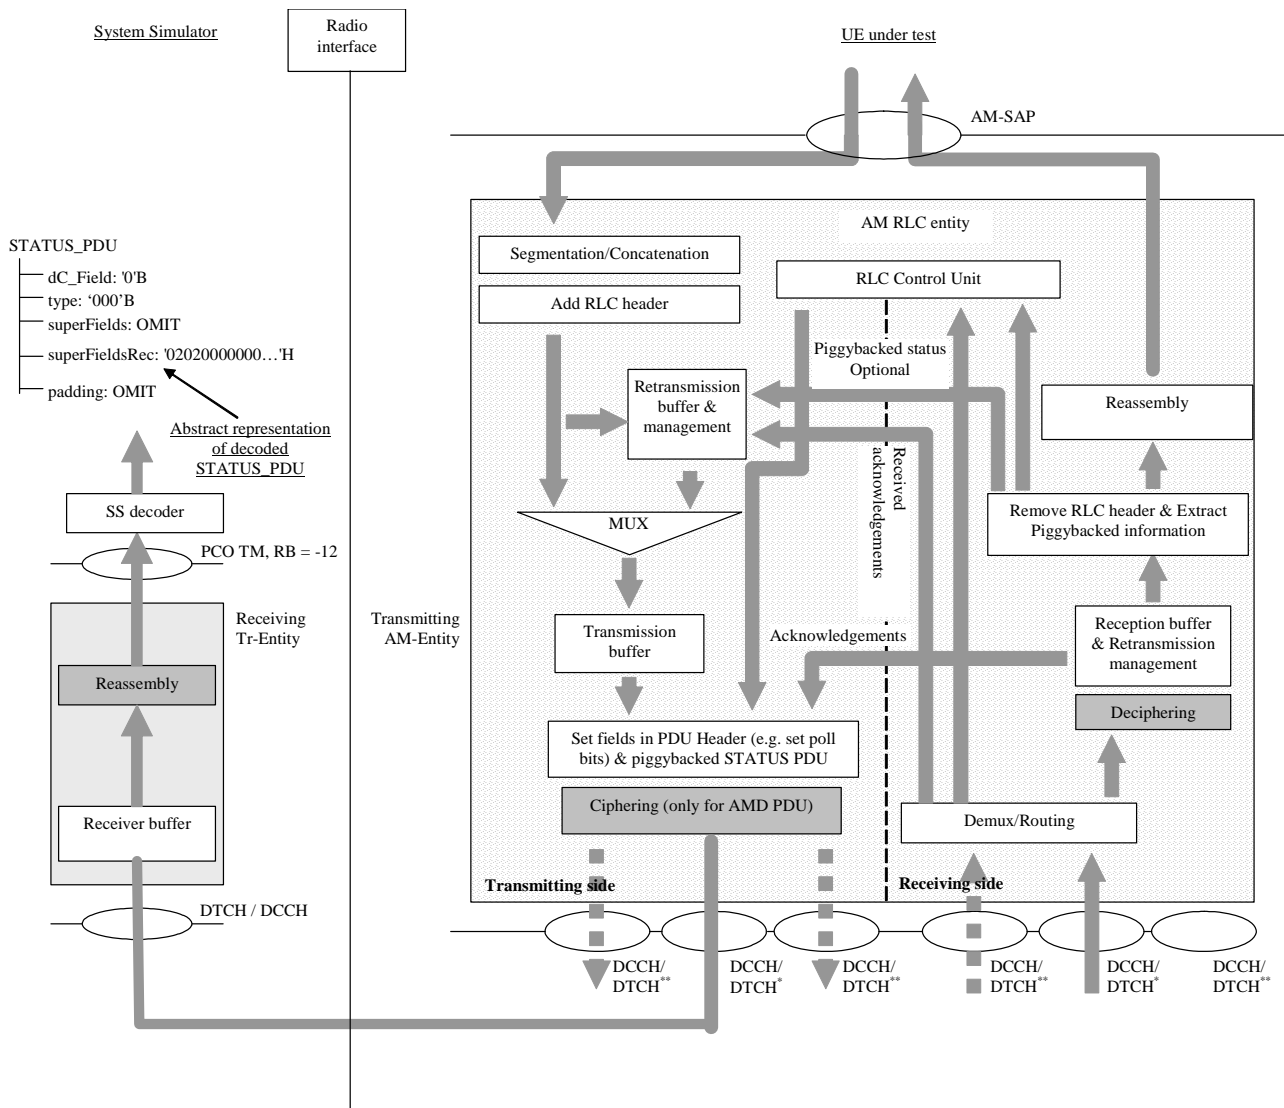 System Simulator
Radio
interface
UE under test
AM-SAP
AM RLC entity
STATUS_PDU
dC_Field: '0'B
type: ‘000’B
superFields: OMIT
superFieldsRec: '02020000000…'H
padding: OMIT
Abstract representation
of decoded
STATUS_PDU
SS decoder
PCO TM, RB = -12
Receiving
Tr-Entity
Reassembly
Receiver buffer
DTCH / DCCH
Transmitting
AM-Entity
Segmentation/Concatenation
Add RLC header
RLC Control Unit
Piggybacked status
Optional
Retransmission
buffer &
management
Reassembly
Received
acknowledgements
MUX
Remove RLC header & Extract
Piggybacked information
Transmission
buffer
Acknowledgements
Reception buffer
& Retransmission
management
Deciphering
Set fields in PDU Header (e.g. set poll
bits) & piggybacked STATUS PDU
Ciphering (only for AMD PDU)
Demux/Routing
Transmitting side
Receiving side
DCCH/
DTCH**
DCCH/
DTCH*
DCCH/
DTCH**
DCCH/
DTCH**
DCCH/
DTCH*
DCCH/
DTCH**